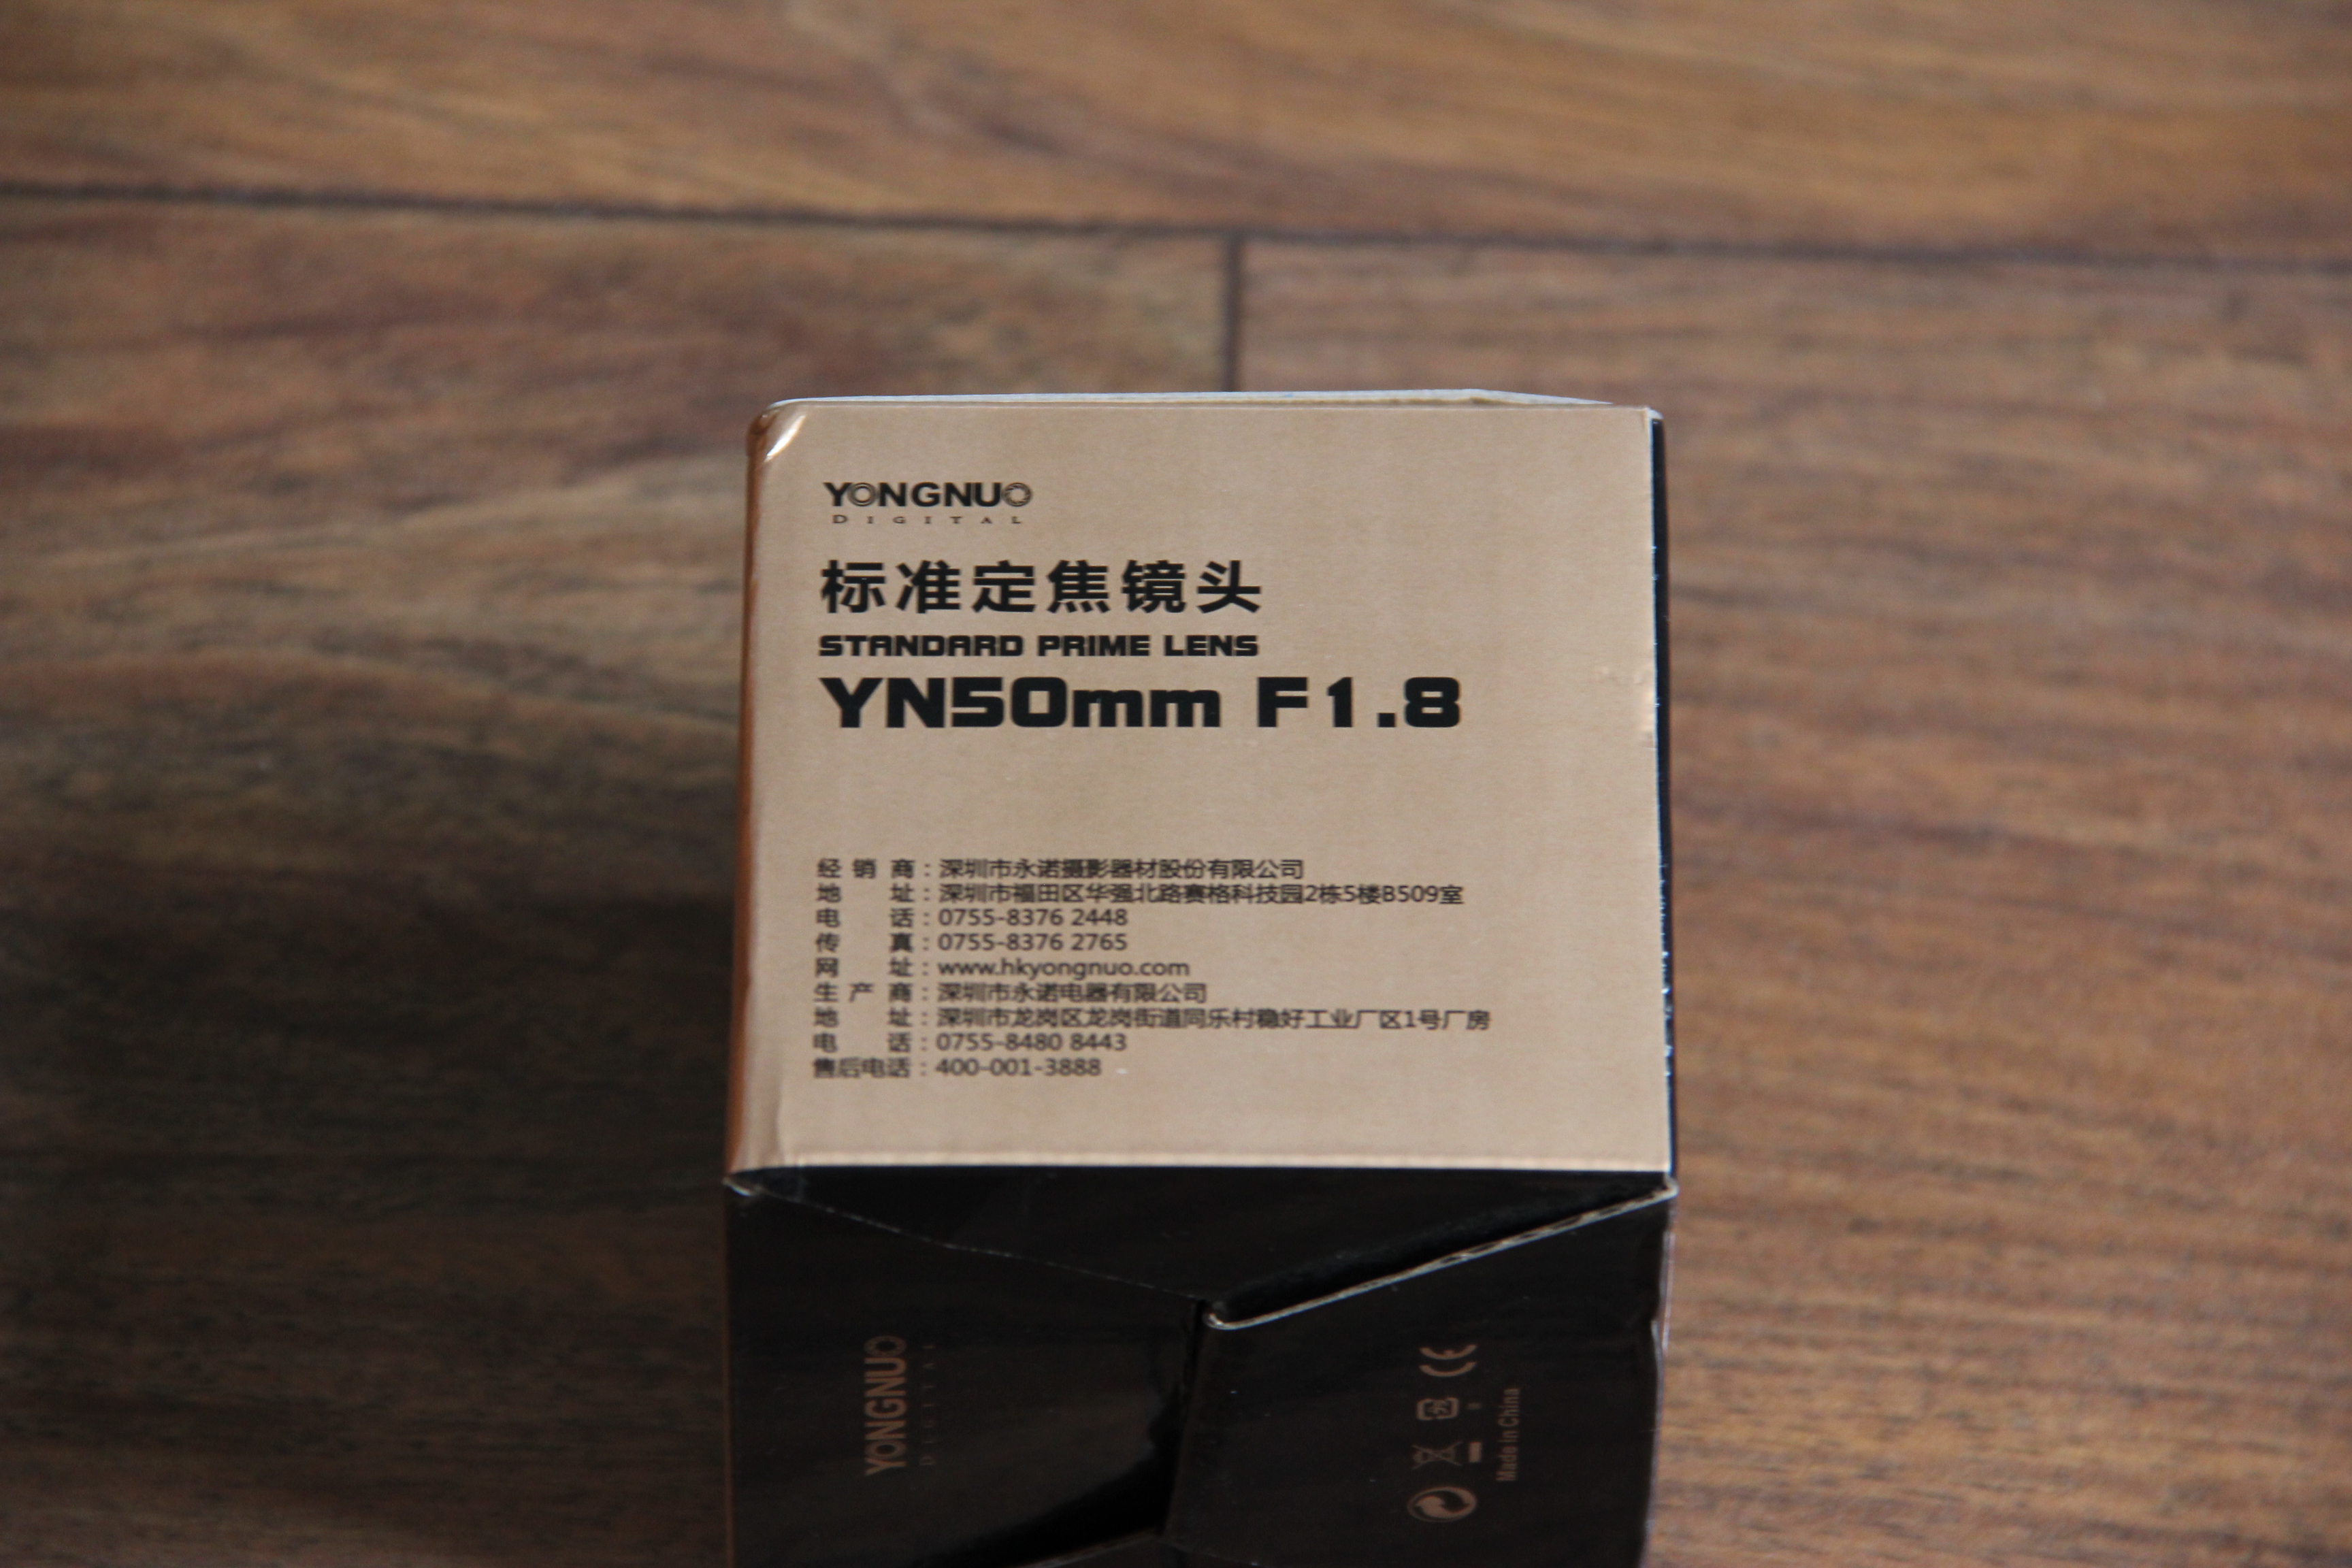 YONGNUO
DIGITAL
标准定焦镜头
STANDARD PRIME LENS
YN50mm F1.8
经销商：深圳市永诺摄影器材股份有限公司
地址：深圳市福田区华强北路赛格科技园2栋5楼B509室
电话：0755-8376 2448
传真：0755-8376 2765
网址：www.hkyongnuo.com
生产商：深圳市永诺电器有限公司
地址：深圳市龙岗区龙岗街道同乐村稳好工业厂区1号厂房
电话：0755-8480 8443
售后电话：400-001-3888
YONGNUO
DIGITAL
CE
Made in China